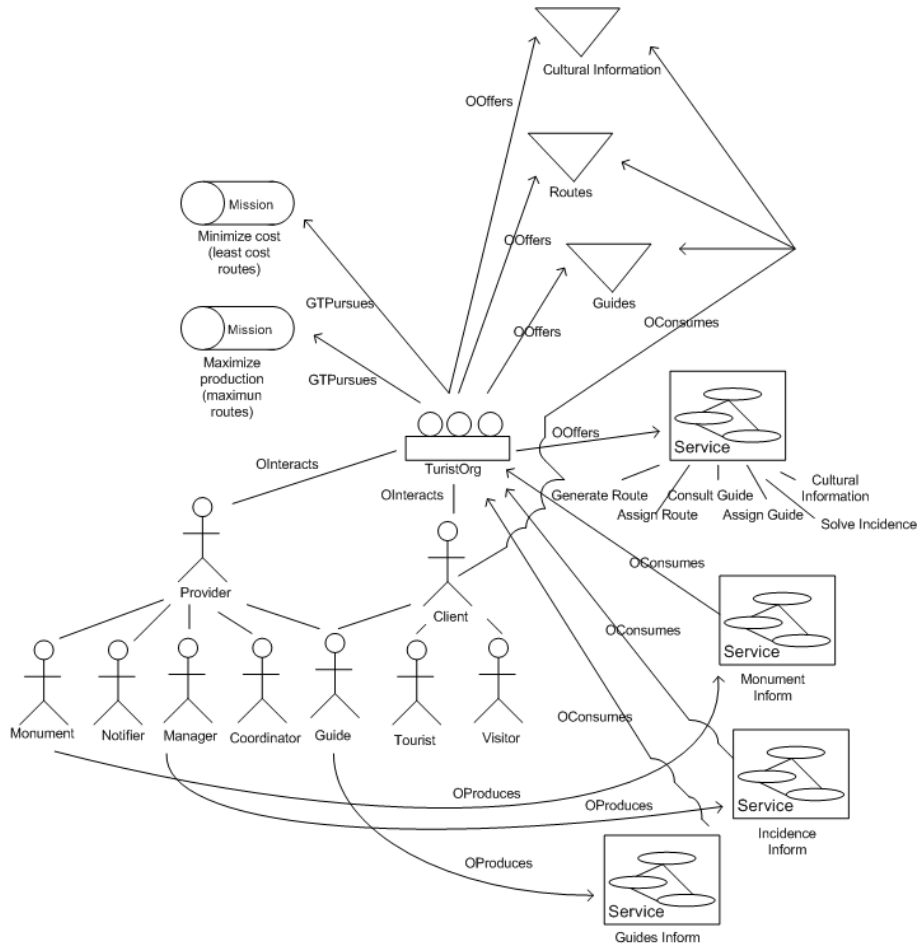 Cultural Information
OOffers
Routes
Mission
Minimize cost
(least cost
routes)
OOffers
Guides
GTPursues
OConsumes
Mission
OOffers
Maximize
production
(maximun
routes)
GTPursues
OOffers
Service
TuristOrg
OInteracts
OInteracts
Cultural
Information
Generate Route
Consult Guide
Assign Route
Assign Guide
Solve Incidence
OConsumes
Provider
Client
OConsumes
Service
Monument
Inform
OConsumes
Monument
Notifier
Manager
Coordinator
Guide
Tourist
Visitor
OProduces
OProduces
Service
Incidence
Inform
OProduces
Service
Guides Inform